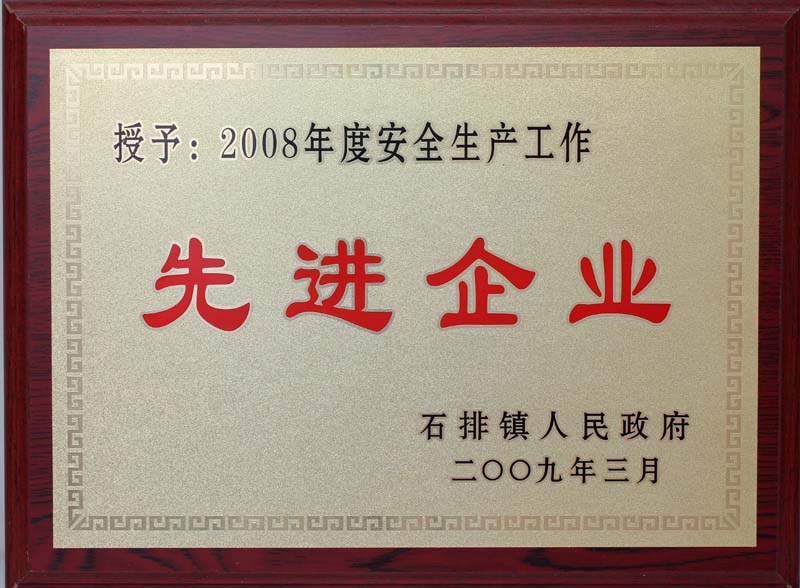 授予：2008年度安全生产工作
先进企业
石排镇人民政府
二〇〇九年三月